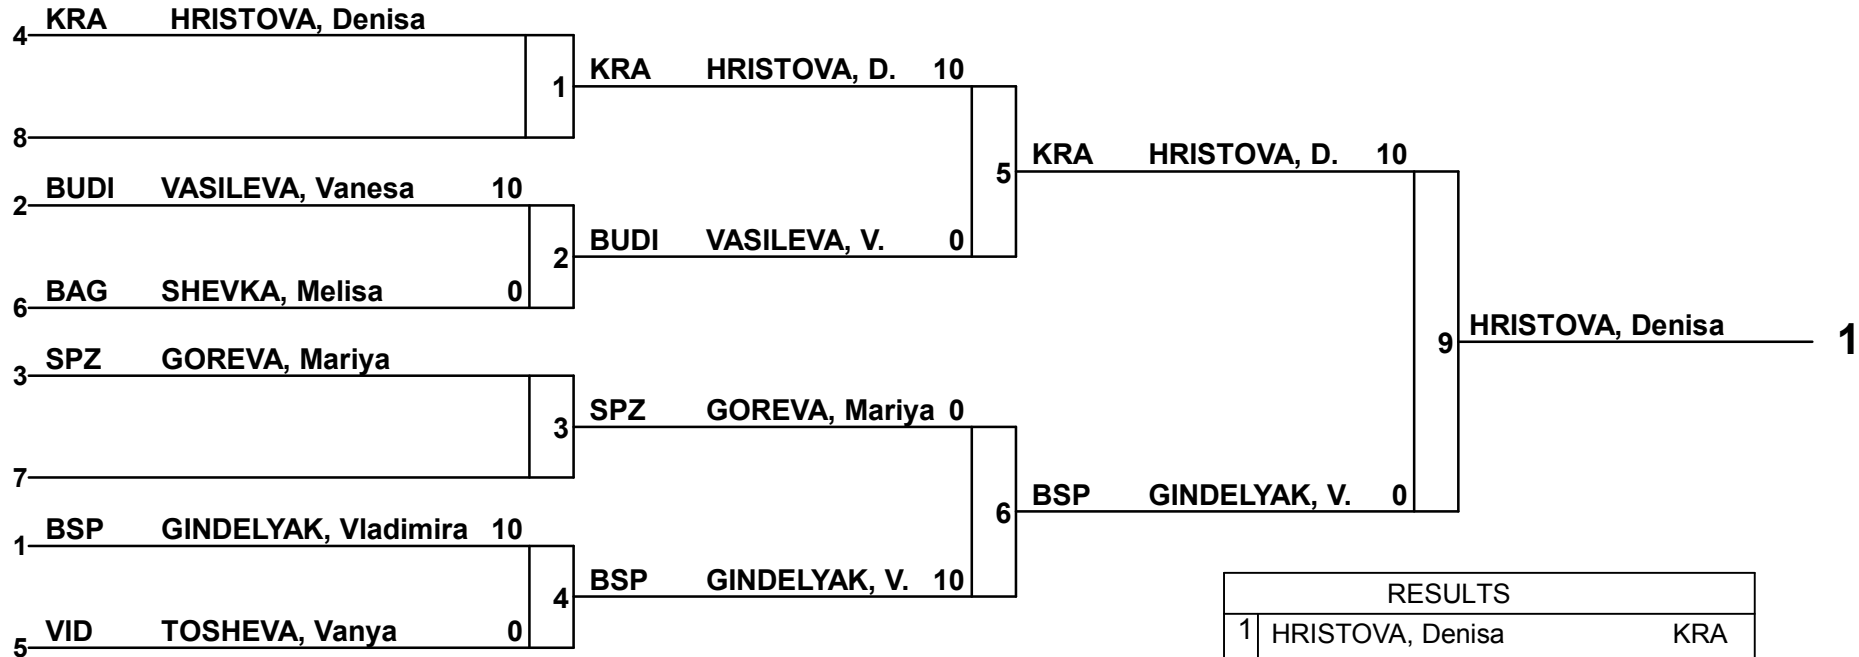 4 KRA HRISTOVA, Denisa
1 KRA HRISTOVA, D. 10
8
5 KRA HRISTOVA, D. 10
2 BUDI VASILEVA, Vanesa 10
2 BUDI VASILEVA, V. 0
6 BAG SHEVKA, Melisa 0
9 HRISTOVA, Denisa 1
3 SPZ GOREVA, Mariya
3 SPZ GOREVA, Mariya 0
7
6 BSP GINDELYAK, V. 0
1 BSP GINDELYAK, Vladimira 10
4 BSP GINDELYAK, V. 10
5 VID TOSHEVA, Vanya 0
RESULTS
1 HRISTOVA, Denisa KRA